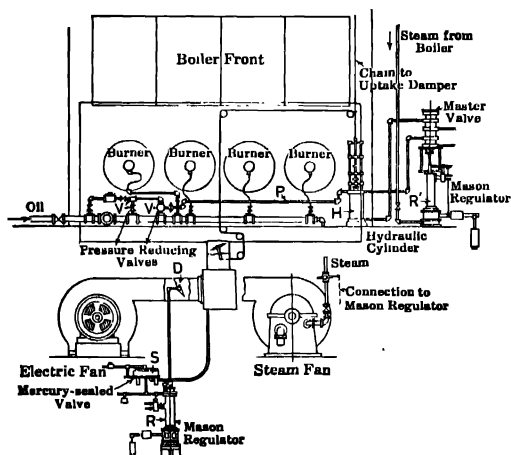 Steam from
Boiler
Boiler Front
Chain to
Uptake Damper
Master
Valve
Burner
Burner
Burner
Burner
Mason
Regulator
R'
P
Oil
V'
V
H
Hydraulic
Cylinder
Pressure Reducing
Valves
D
Steam
Connection to
Mason Regulator
Electric Fan
S
Steam Fan
Mercury-sealed
Valve
R
Mason
Regulator